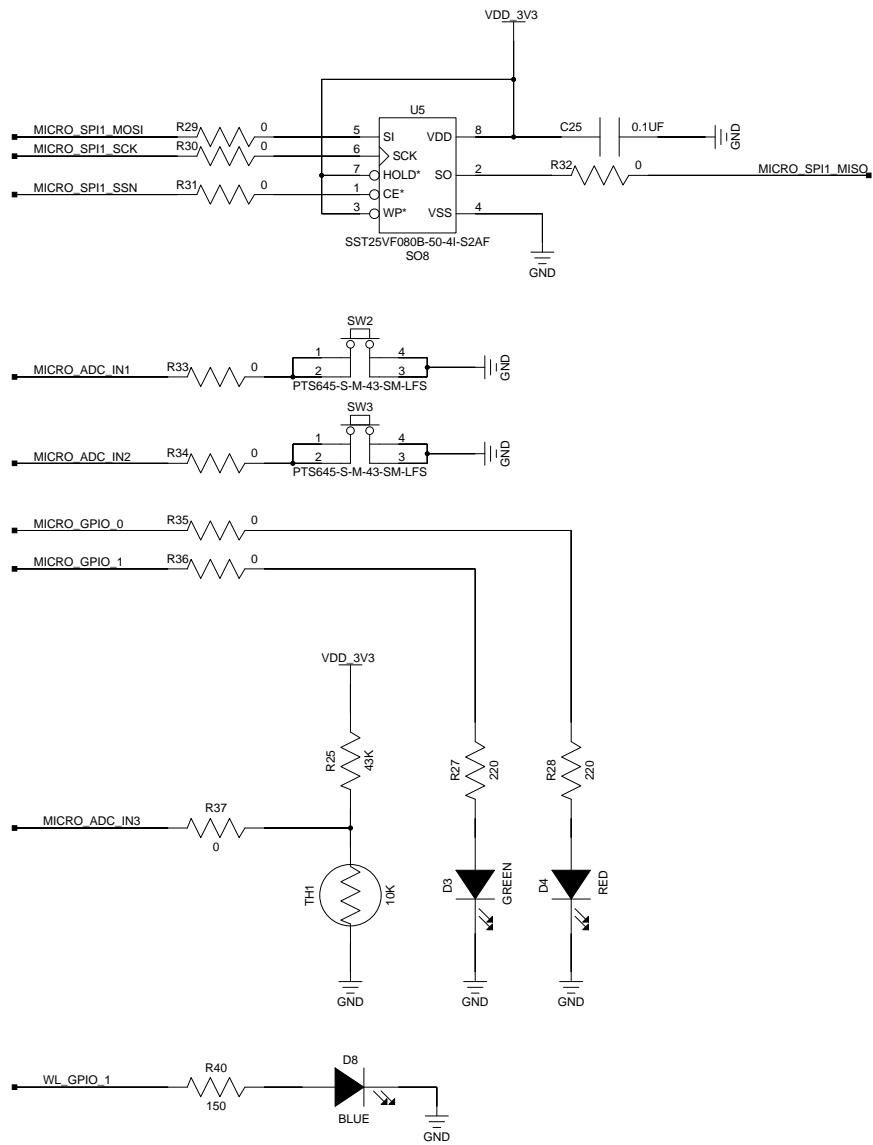 VDD_3V3
U5
C25
0.1UF
GND
MICRO_SPI1_MOSI
R29
0
5
SI
VDD
8
MICRO_SPI1_SCK
R30
0
6
SCK
7
HOLD*
SO
2
R32
0
MICRO_SPI1_MISO
MICRO_SPI1_SSN
R31
0
1
CE*
3
WP*
VSS
4
SST25VF080B-50-4I-S2AF
SO8
GND
SW2
MICRO_ADC_IN1
R33
0
1
2
4
3
GND
PTS645-S-M-43-SM-LFS
SW3
MICRO_ADC_IN2
R34
0
1
2
4
3
GND
PTS645-S-M-43-SM-LFS
MICRO_GPIO_0
R35
0
MICRO_GPIO_1
R36
0
VDD_3V3
R25
43K
R27
220
R28
220
MICRO_ADC_IN3
R37
0
TH1
10K
D3
GREEN
D4
RED
GND
GND
GND
WL_GPIO_1
R40
150
D8
BLUE
GND